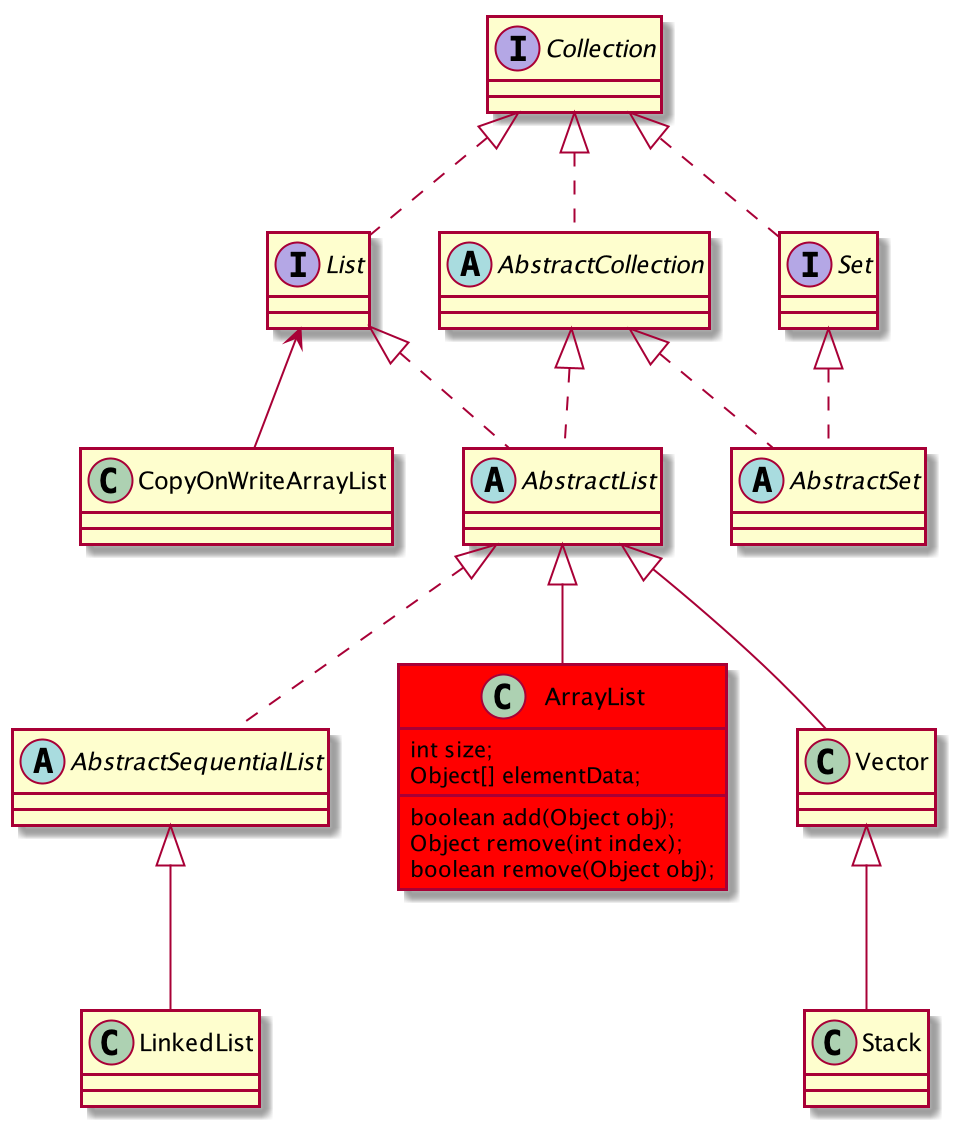 I Collection
I List
A AbstractCollection
I Set
C CopyOnWriteArrayList
A AbstractList
A AbstractSet
C ArrayList
int size;
Object[] elementData;
boolean add(Object obj);
Object remove(int index);
boolean remove(Object obj);
A AbstractSequentialList
C Vector
C LinkedList
C Stack